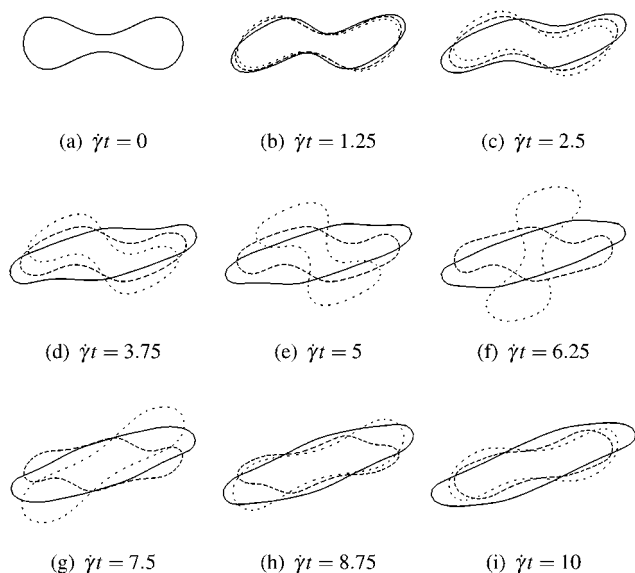 (a) γ̇t = 0
(b) γ̇t = 1.25
(c) γ̇t = 2.5
(d) γ̇t = 3.75
(e) γ̇t = 5
(f) γ̇t = 6.25
(g) γ̇t = 7.5
(h) γ̇t = 8.75
(i) γ̇t = 10